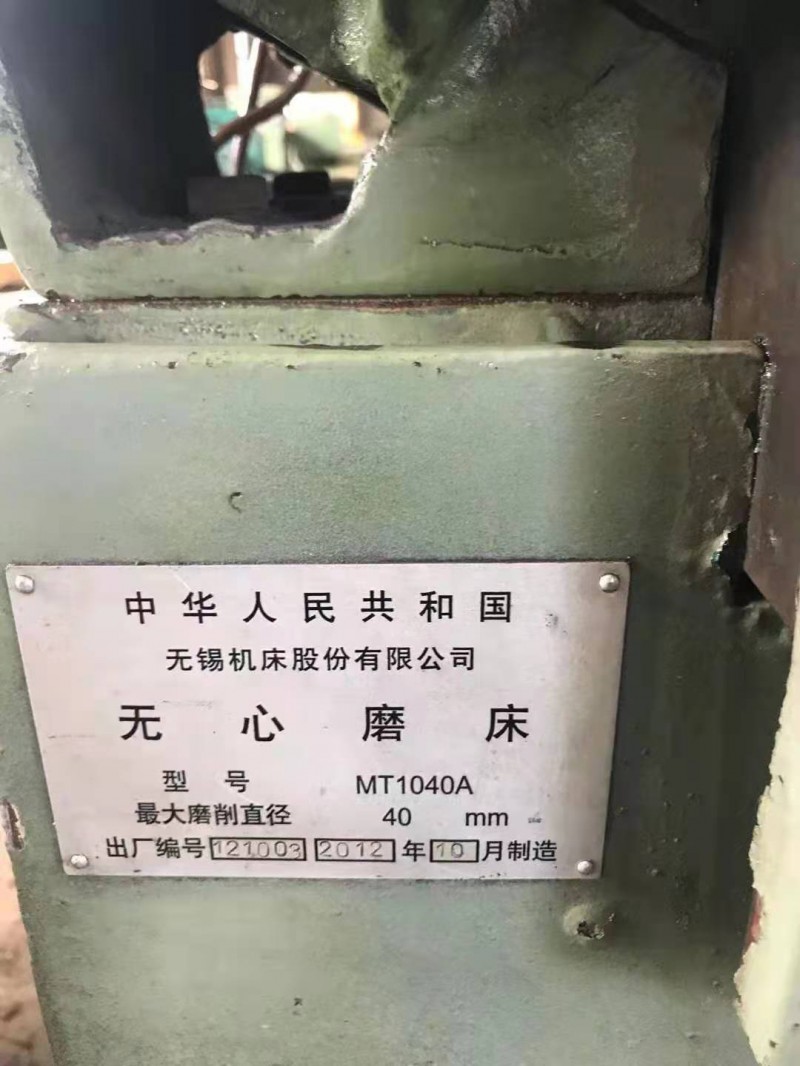 中华人民共和国
无锡机床股份有限公司
无心磨床
型号 MT1040A
最大磨削直径 40 mm
出厂编号 121003 2012 年 10 月制造